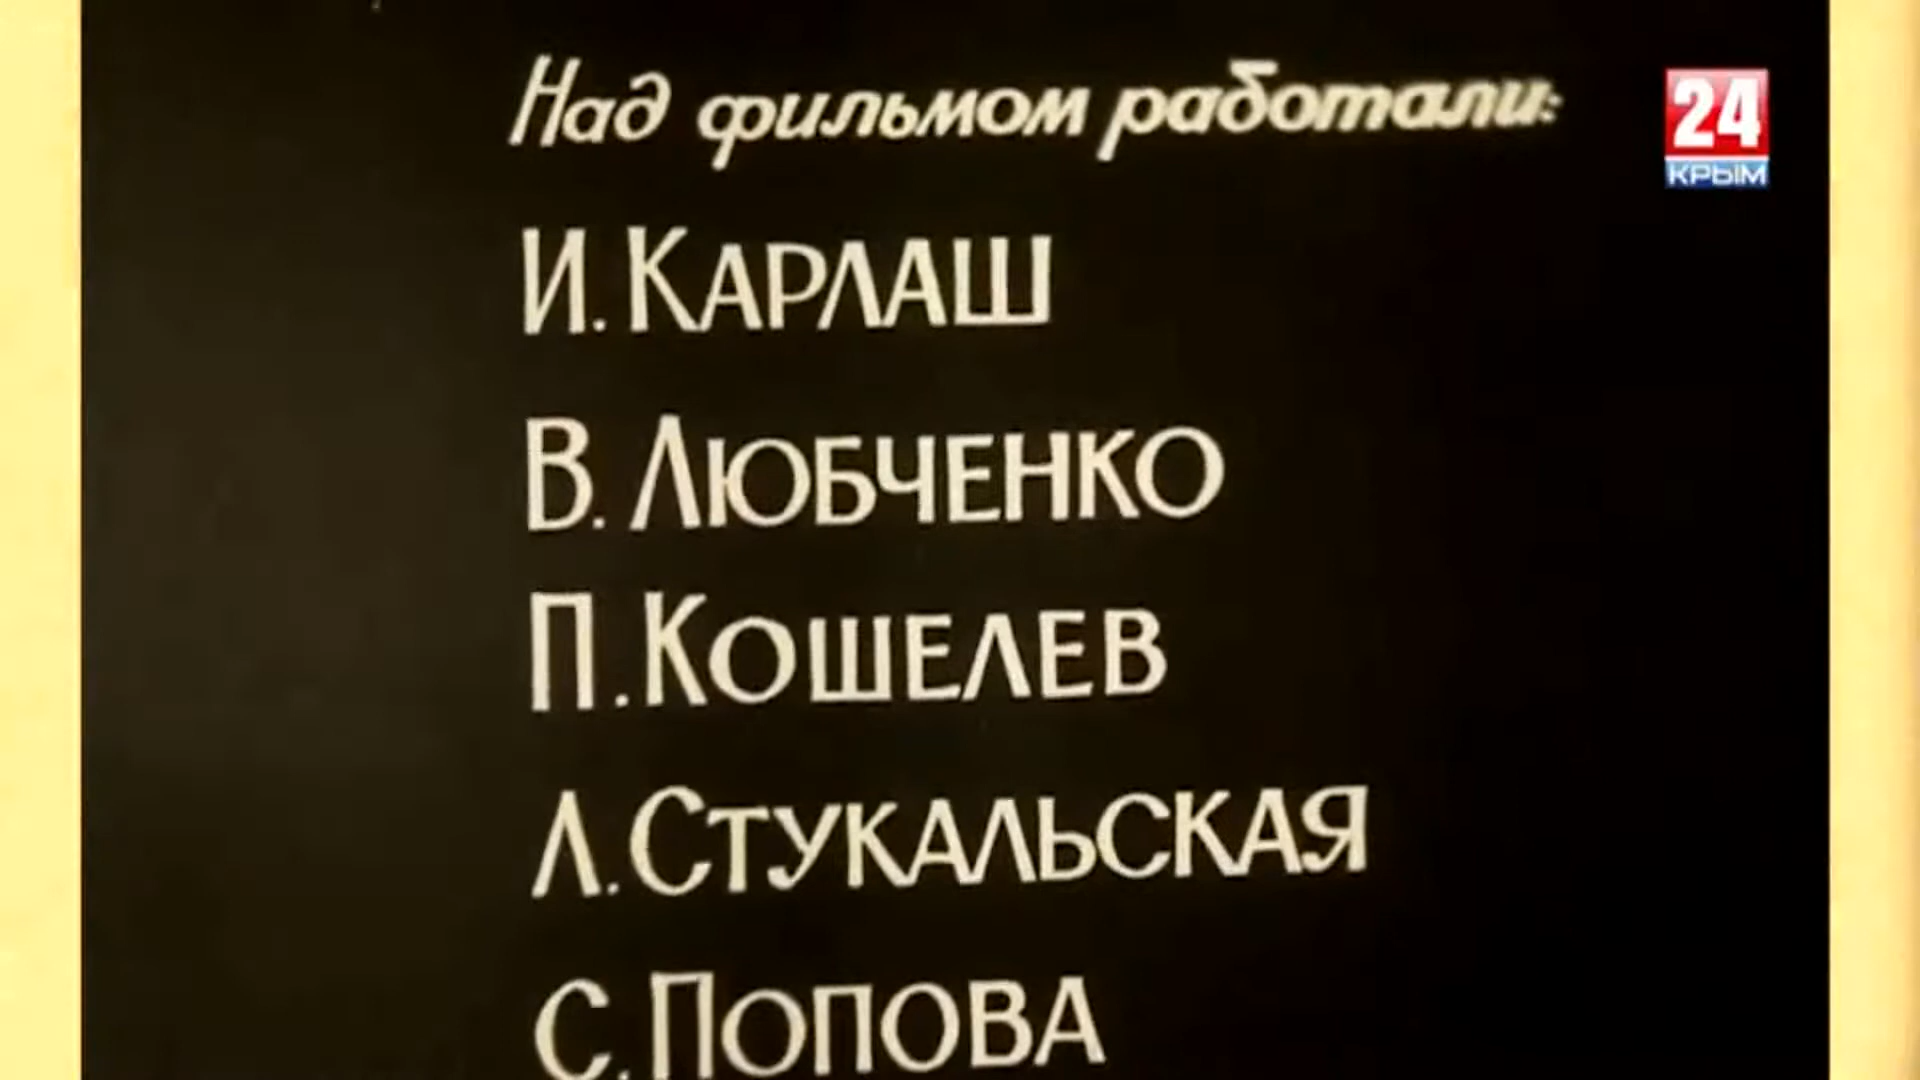 Над фильмом работали:
24
КРЫМ
И. КАРЛАШ
В. ЛЮБЧЕНКО
П. КОШЕЛЕВ
Л. СТУКАЛЬСКАЯ
С. ПОПОВА